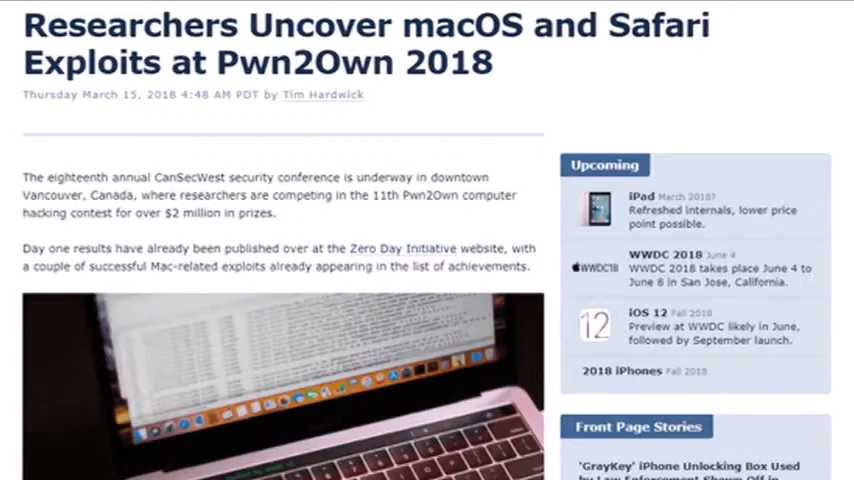 Researchers Uncover macOS and Safari
Exploits at Pwn2Own 2018
Thursday March 15, 2018 4:48 AM PDT by Tim Hardwick
The eighteenth annual CanSecWest security conference is underway in downtown
Vancouver, Canada, where researchers are competing in the 11th Pwn2Own computer
hacking contest for over $2 million in prizes.
Day one results have already been published over at the Zero Day Initiative website, with
a couple of successful Mac-related exploits already appearing in the list of achievements.
Upcoming
iPad March 2018?
Refreshed internals, lower price
point possible.
WWDC18
WWDC 2018 June 4
WWDC 2018 takes place June 4 to
June 8 in San Jose, California.
12
iOS 12 Fall 2018
Preview at WWDC likely in June,
followed by September launch.
2018 iPhones Fall 2018
Front Page Stories
'GrayKey' iPhone Unlocking Box Used
by Law Enforcement Shown Off in